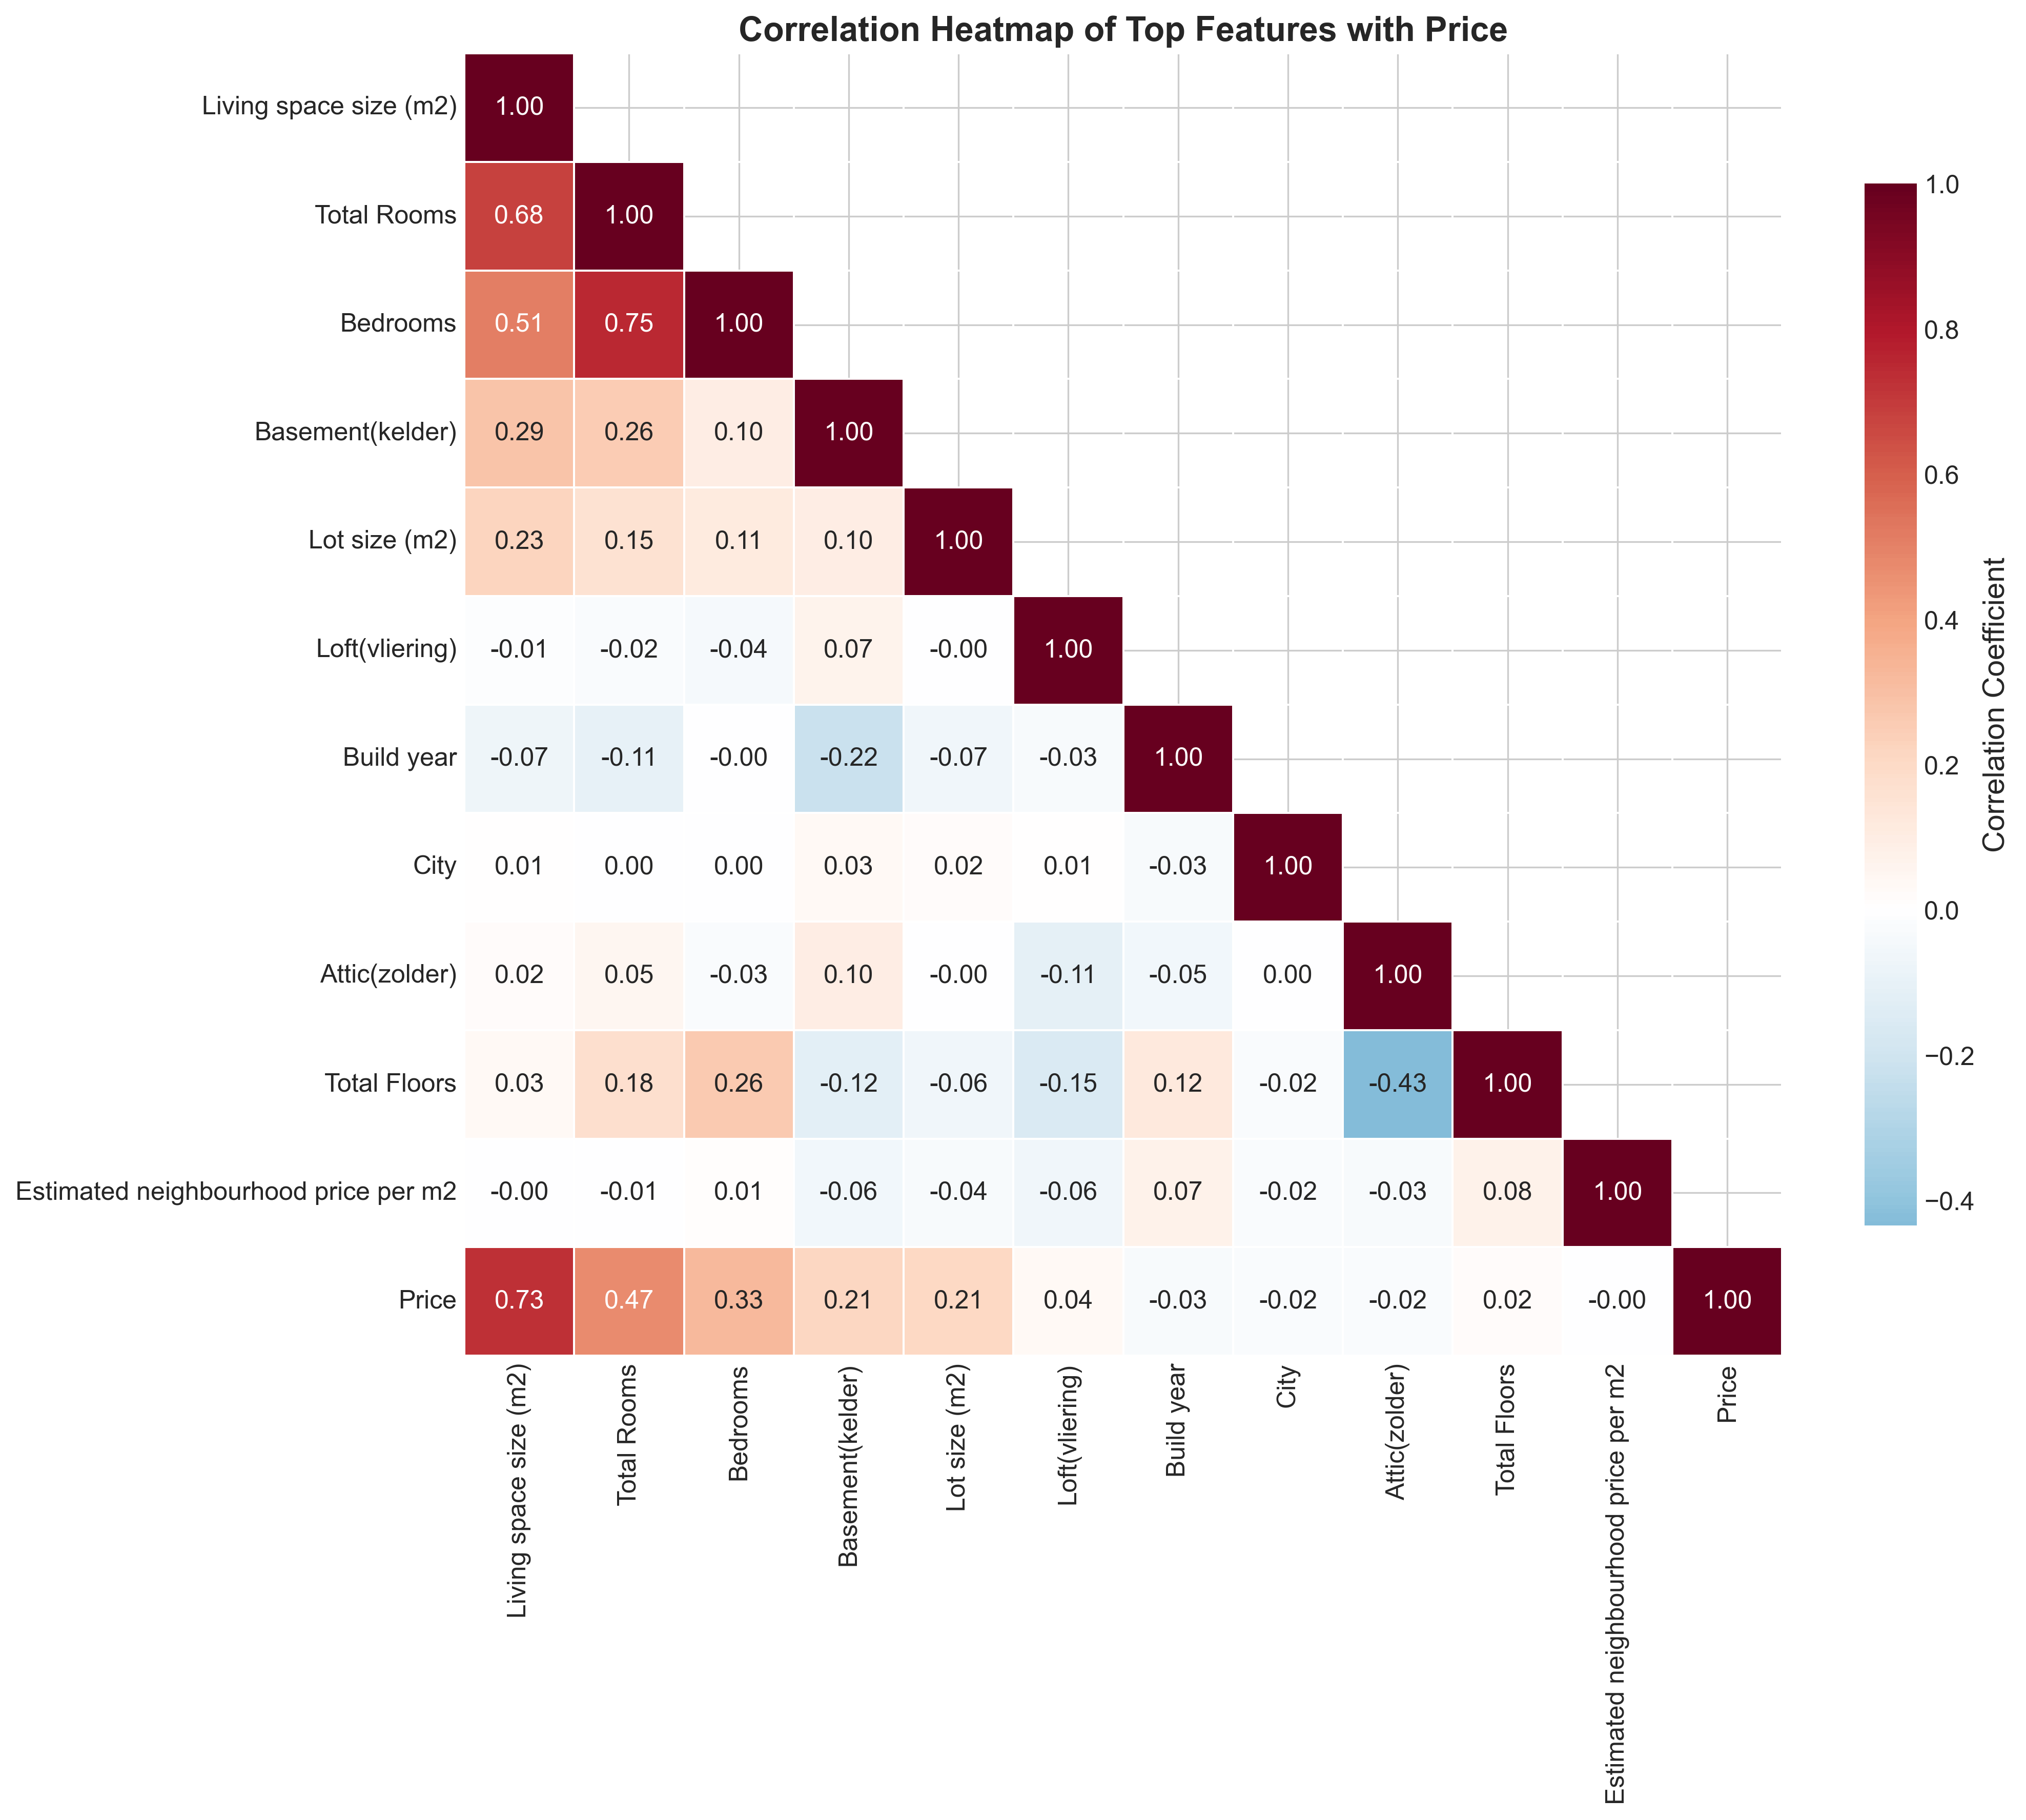 Correlation Heatmap of Top Features with Price
Living space size (m2) 1.00
Total Rooms 0.68 1.00
Bedrooms 0.51 0.75 1.00
Basement(kelder) 0.29 0.26 0.10 1.00
Lot size (m2) 0.23 0.15 0.11 0.10 1.00
Loft(vliering) -0.01 -0.02 -0.04 0.07 -0.00 1.00
Build year -0.07 -0.11 -0.00 -0.22 -0.07 -0.03 1.00
City 0.01 0.00 0.00 0.03 0.02 0.01 -0.03 1.00
Attic(zolder) 0.02 0.05 -0.03 0.10 -0.00 -0.11 -0.05 0.00 1.00
Total Floors 0.03 0.18 0.26 -0.12 -0.06 -0.15 0.12 -0.02 -0.43 1.00
Estimated neighbourhood price per m2 -0.00 -0.01 0.01 -0.06 -0.04 -0.06 0.07 -0.02 -0.03 0.08 1.00
Price 0.73 0.47 0.33 0.21 0.21 0.04 -0.03 -0.02 -0.02 0.02 -0.00 1.00
Living space size (m2)
Total Rooms
Bedrooms
Basement(kelder)
Lot size (m2)
Loft(vliering)
Build year
City
Attic(zolder)
Total Floors
Estimated neighbourhood price per m2
Price
1.0
0.8
0.6
0.4
0.2
0.0
−0.2
−0.4
Correlation Coefficient